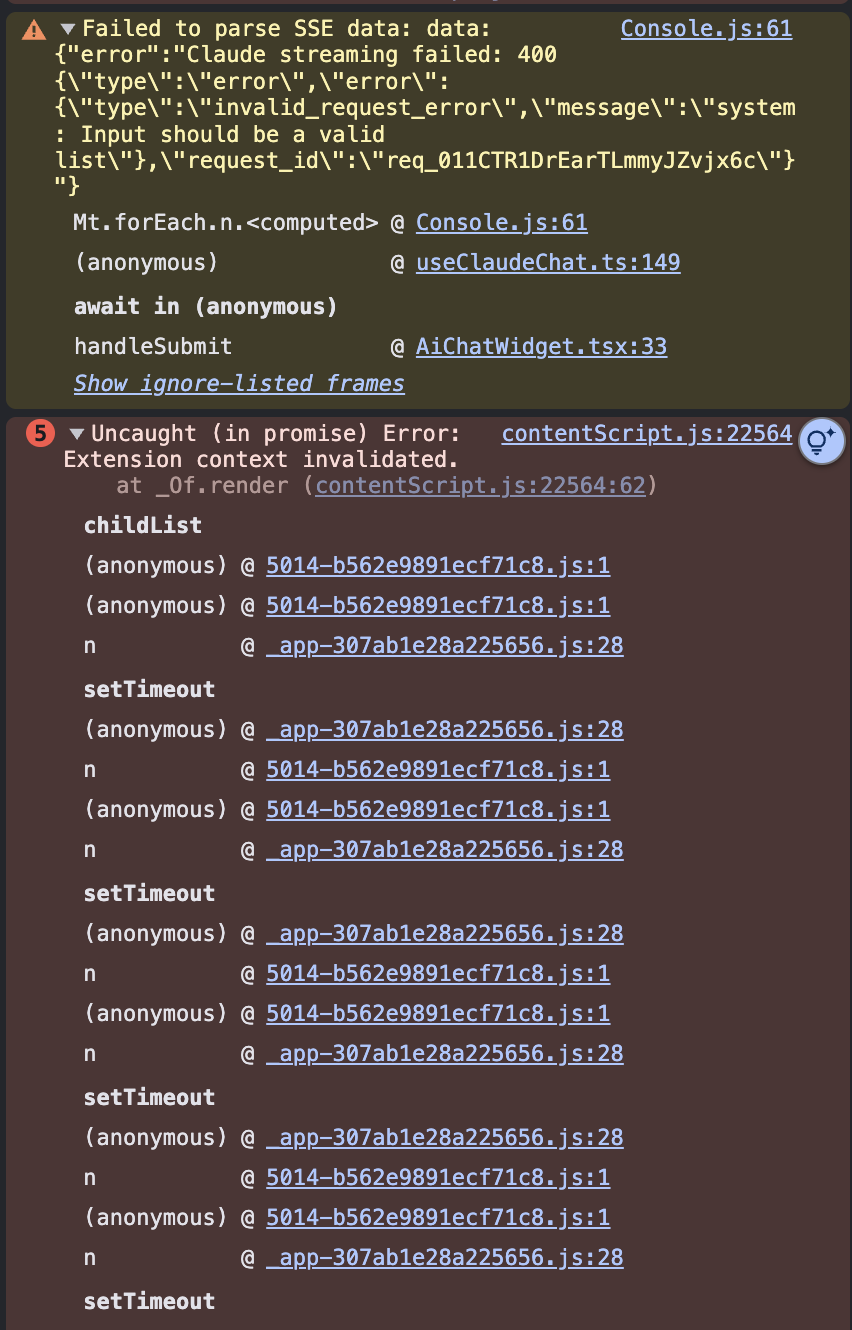 Failed to parse SSE data: data: Console.js:61
{"error":"Claude streaming failed: 400
{\"type\":\"error\",\"error\":
{\"type\":\"invalid_request_error\",\"message\":\"system
: Input should be a valid
list\"},\"request_id\":\"req_011CTR1DrEarTLmmyJZvjx6c\"}
"}
Mt.forEach.n.<computed> @ Console.js:61
(anonymous) @ useClaudeChat.ts:149
await in (anonymous)
handleSubmit @ AiChatWidget.tsx:33
Show ignore-listed frames
5 Uncaught (in promise) Error: contentScript.js:22564
Extension context invalidated.
at _Of.render (contentScript.js:22564:62)
childList
(anonymous) @ 5014-b562e9891ecf71c8.js:1
(anonymous) @ 5014-b562e9891ecf71c8.js:1
n @ _app-307ab1e28a225656.js:28
setTimeout
(anonymous) @ _app-307ab1e28a225656.js:28
n @ 5014-b562e9891ecf71c8.js:1
(anonymous) @ 5014-b562e9891ecf71c8.js:1
n @ _app-307ab1e28a225656.js:28
setTimeout
(anonymous) @ _app-307ab1e28a225656.js:28
n @ 5014-b562e9891ecf71c8.js:1
(anonymous) @ 5014-b562e9891ecf71c8.js:1
n @ _app-307ab1e28a225656.js:28
setTimeout
(anonymous) @ _app-307ab1e28a225656.js:28
n @ 5014-b562e9891ecf71c8.js:1
(anonymous) @ 5014-b562e9891ecf71c8.js:1
n @ _app-307ab1e28a225656.js:28
setTimeout